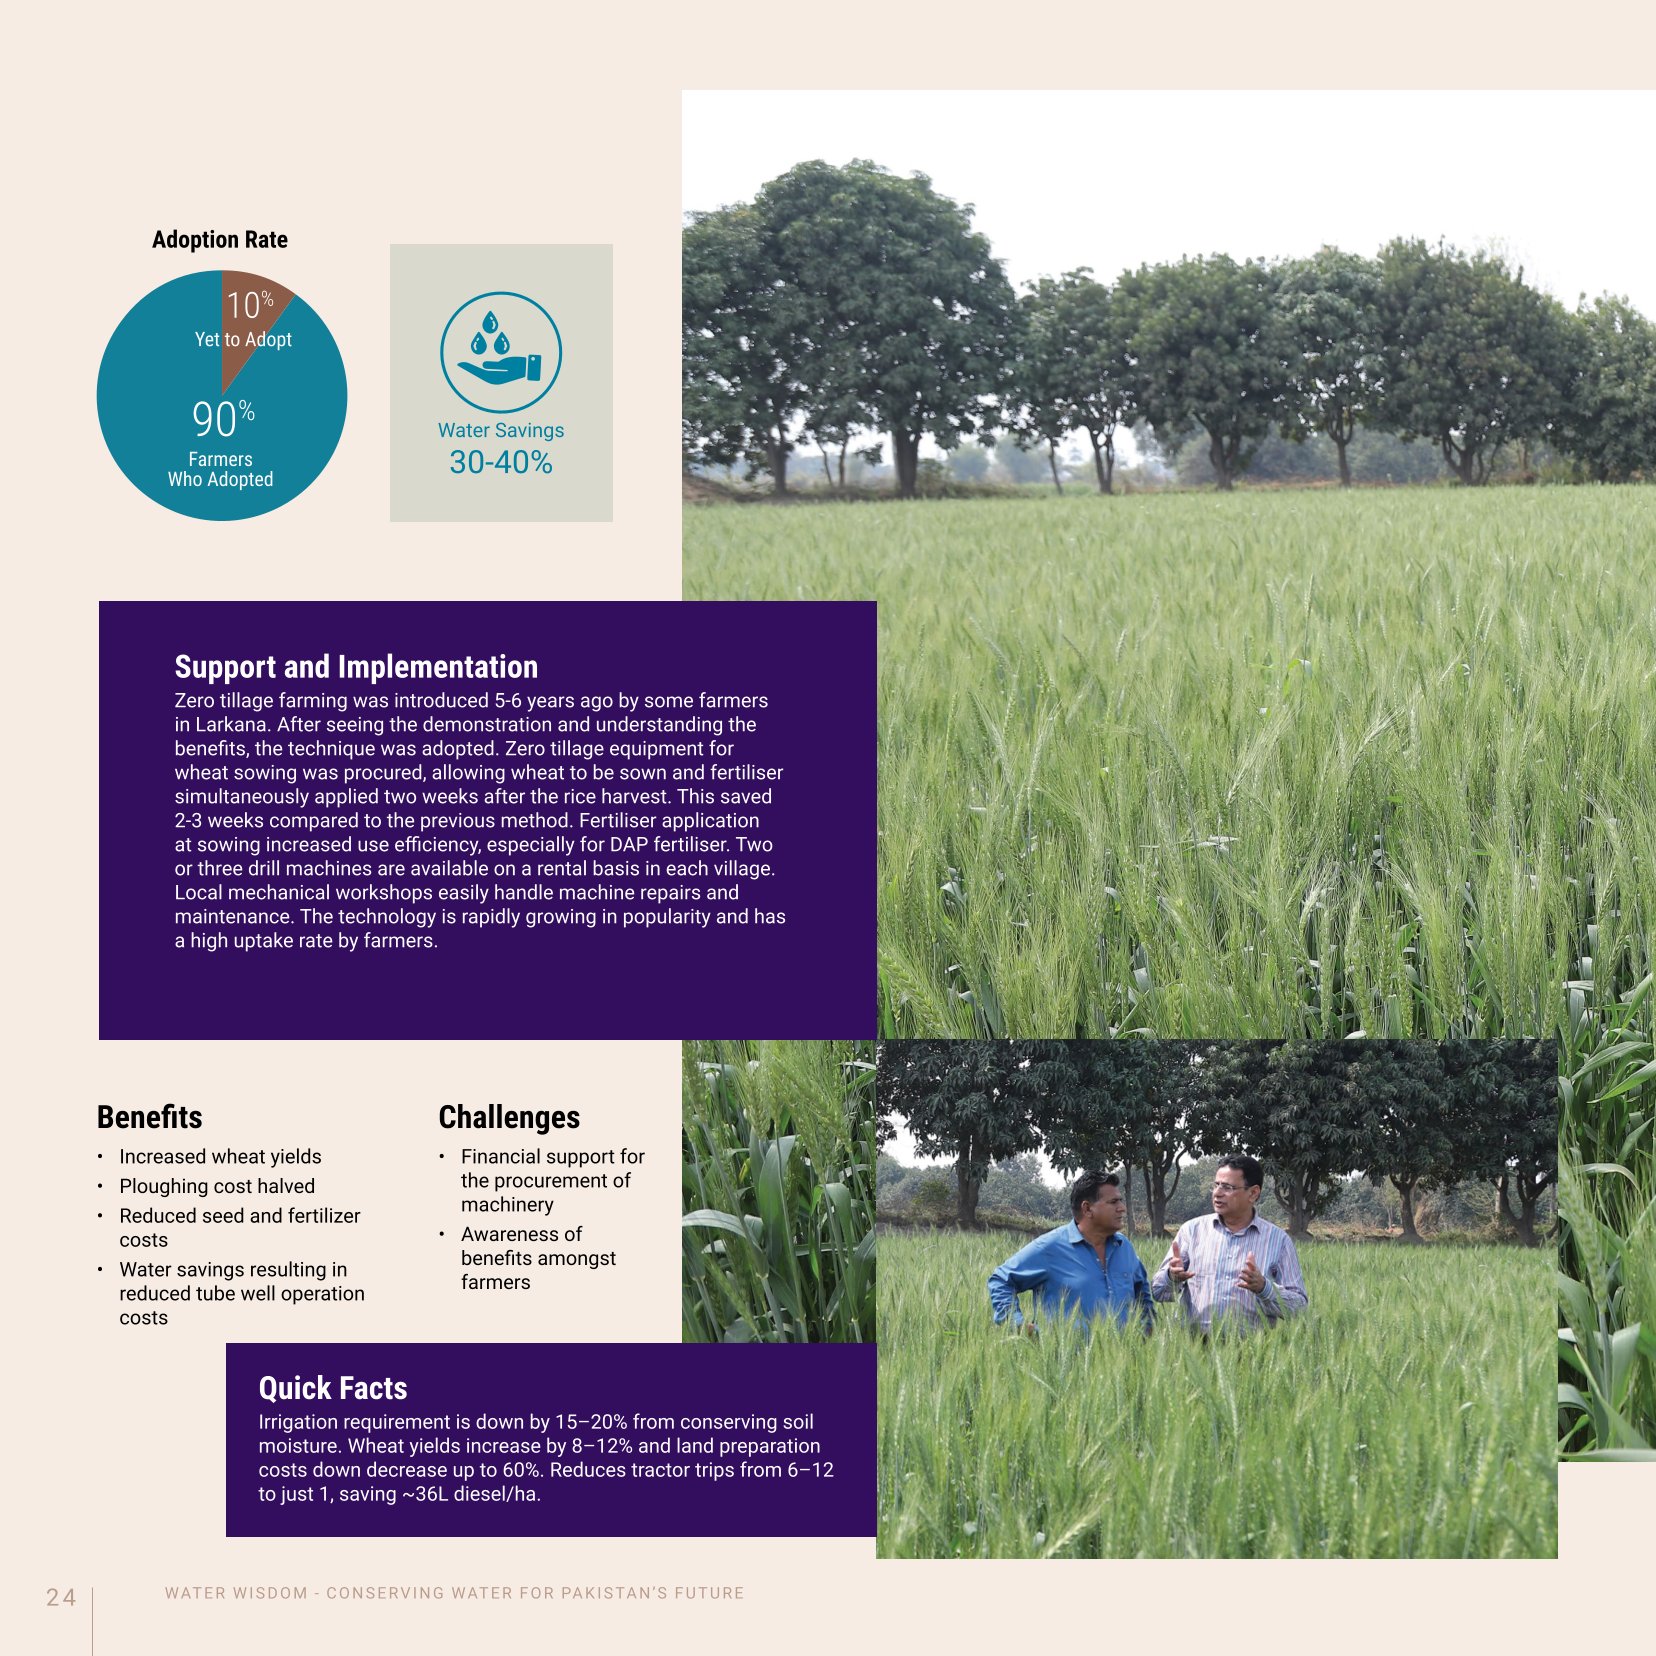 Adoption Rate
10%
Yet to Adopt
90%
Farmers
Who Adopted
Water Savings
30-40%
Support and Implementation
Zero tillage farming was introduced 5-6 years ago by some farmers
in Larkana. After seeing the demonstration and understanding the
benefits, the technique was adopted. Zero tillage equipment for
wheat sowing was procured, allowing wheat to be sown and fertiliser
simultaneously applied two weeks after the rice harvest. This saved
2-3 weeks compared to the previous method. Fertiliser application
at sowing increased use efficiency, especially for DAP fertiliser. Two
or three drill machines are available on a rental basis in each village.
Local mechanical workshops easily handle machine repairs and
maintenance. The technology is rapidly growing in popularity and has
a high uptake rate by farmers.
Benefits
• Increased wheat yields
• Ploughing cost halved
• Reduced seed and fertilizer
costs
• Water savings resulting in
reduced tube well operation
costs
Challenges
• Financial support for
the procurement of
machinery
• Awareness of
benefits amongst
farmers
Quick Facts
Irrigation requirement is down by 15–20% from conserving soil
moisture. Wheat yields increase by 8–12% and land preparation
costs down decrease up to 60%. Reduces tractor trips from 6–12
to just 1, saving ~36L diesel/ha.
24
WATER WISDOM - CONSERVING WATER FOR PAKISTAN'S FUTURE